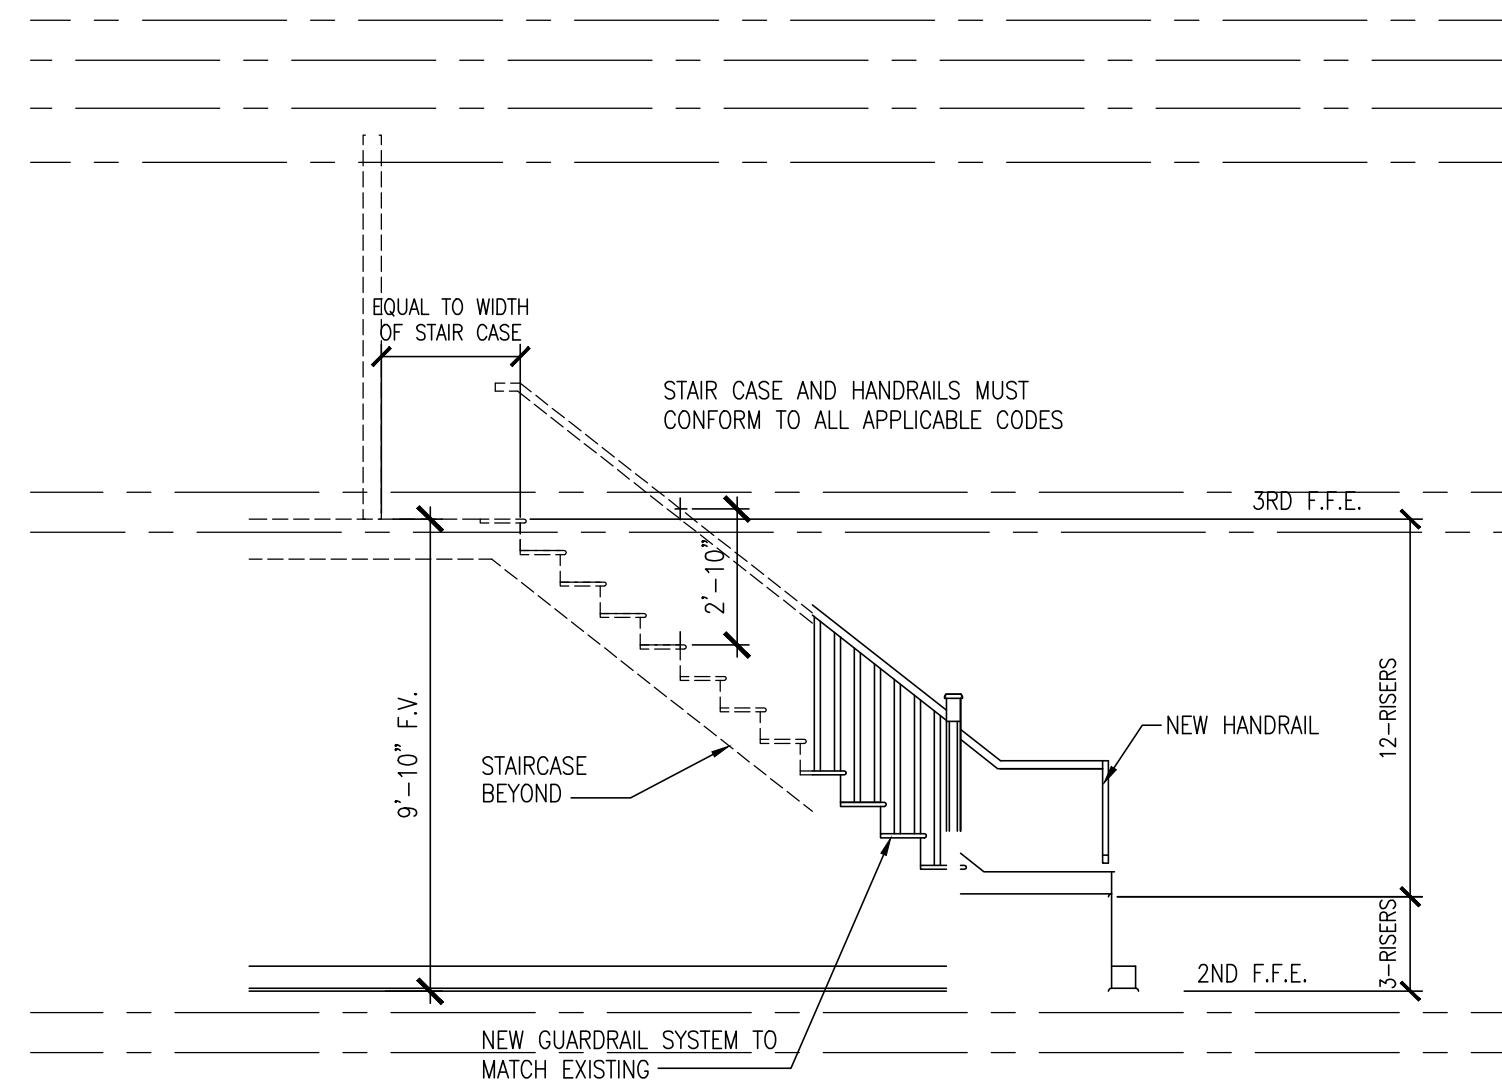 EQUAL TO WIDTH
OF STAIR CASE
STAIR CASE AND HANDRAILS MUST
CONFORM TO ALL APPLICABLE CODES
3RD F.F.E.
2'-10"
9'-10" F.V.
12-RISERS
NEW HANDRAIL
STAIRCASE
BEYOND
3-RISERS
2ND F.F.E.
NEW GUARDRAIL SYSTEM TO
MATCH EXISTING